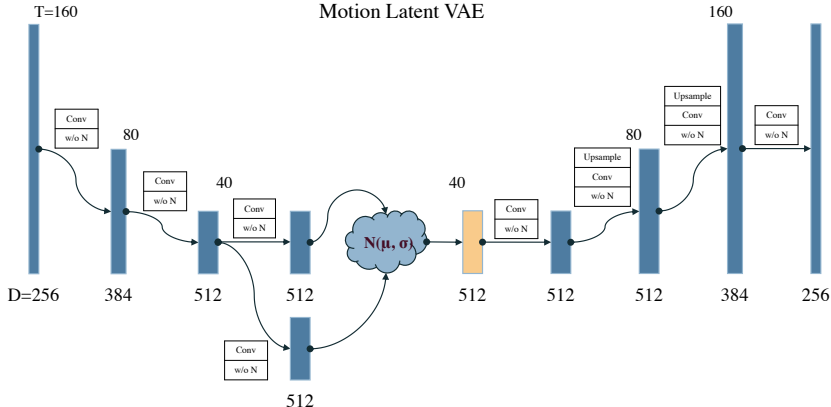 Motion Latent VAE
T=160
Conv
w/o N
80
Conv
w/o N
40
Conv
w/o N
Conv
w/o N
N(μ, σ)
40
Conv
w/o N
Upsample
Conv
w/o N
80
Upsample
Conv
w/o N
160
Conv
w/o N
D=256
384
512
512
512
512
512
512
384
256